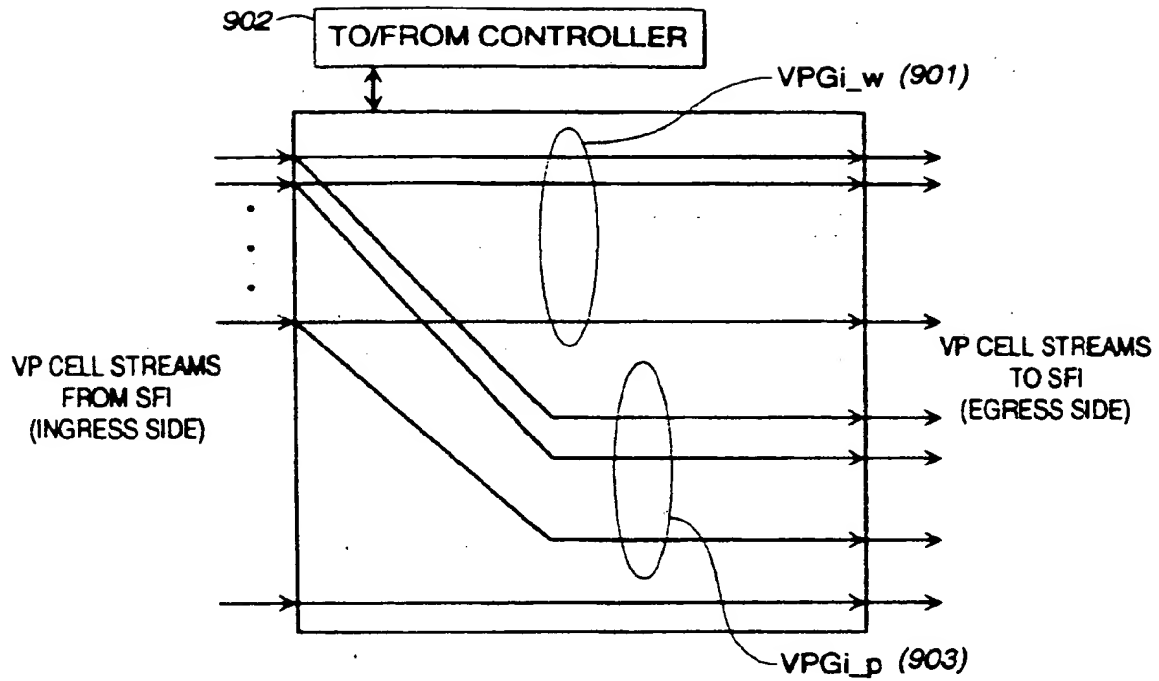 902
TO/FROM CONTROLLER
VPGi_w (901)
VP CELL STREAMS
FROM SFI
(INGRESS SIDE)
VP CELL STREAMS
TO SFI
(EGRESS SIDE)
VPGi_p (903)